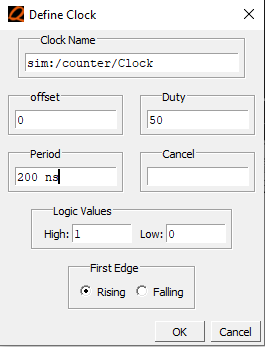 Define Clock
Clock Name
sim:/counter/Clock
offset
Duty
0
50
Period
Cancel
200 ns
Logic Values
High: 1 Low: 0
First Edge
Rising Falling
OK Cancel